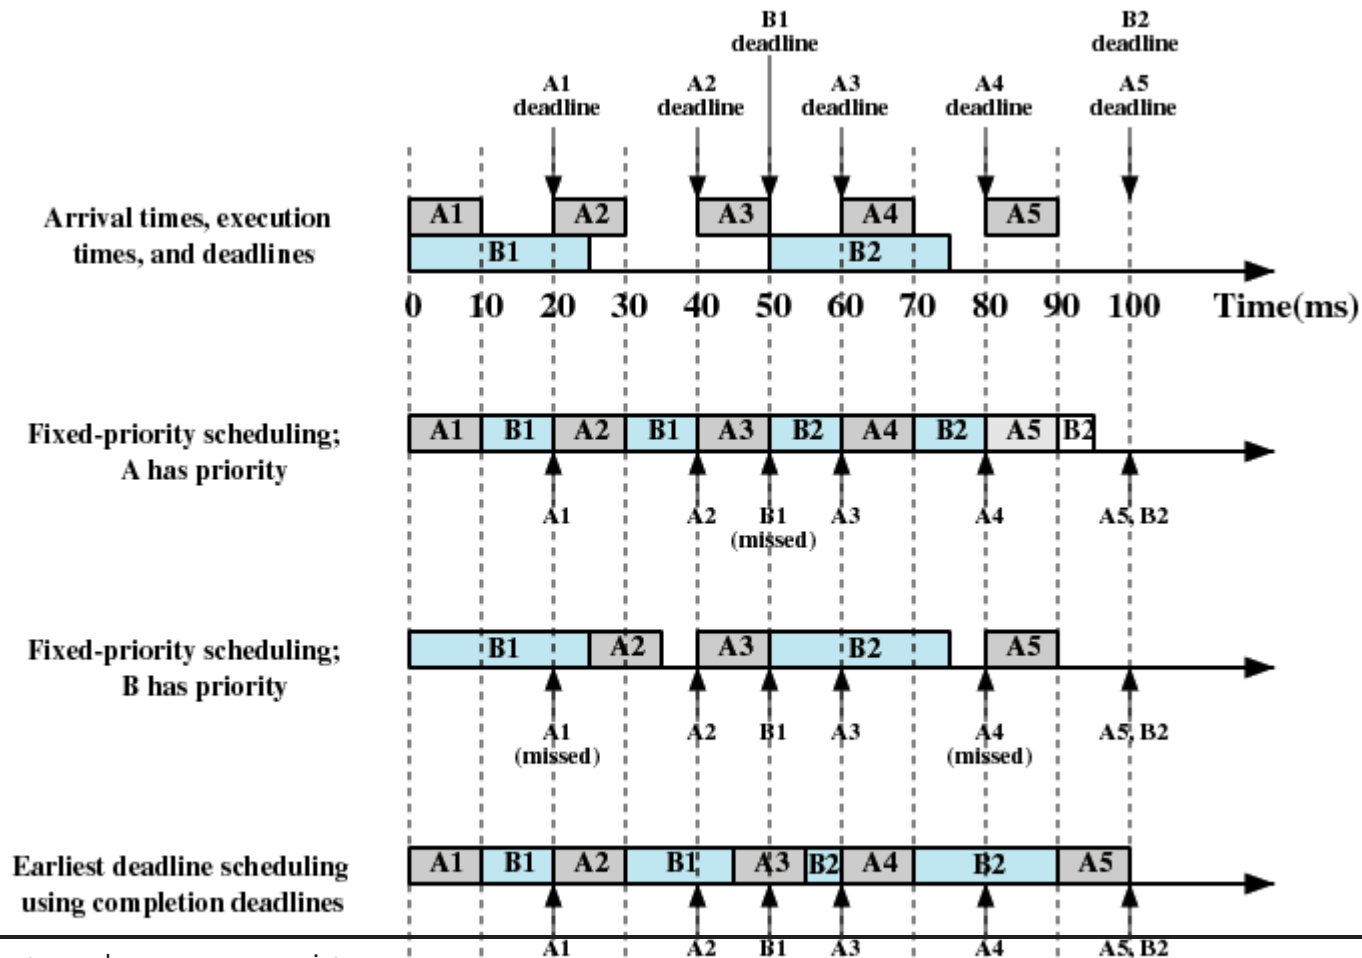 B1 B2
deadline deadline
A1 A2 A3 A4 A5
deadline deadline deadline deadline deadline
Arrival times, execution
times, and deadlines
A1 A2 A3 A4 A5
B1 B2
0 10 20 30 40 50 60 70 80 90 100 Time(ms)
Fixed-priority scheduling;
A has priority
A1 B1 A2 B1 A3 B2 A4 B2 A5 B2
A1 A2 B1 A3 A4 A5, B2
(missed)
Fixed-priority scheduling;
B has priority
B1 A2 A3 B2 A5
A1 A2 B1 A3 A4 A5, B2
(missed) (missed)
Earliest deadline scheduling
using completion deadlines
A1 B1 A2 B1 A3 B2 A4 B2 A5
A1 A2 B1 A3 A4 A5, B2